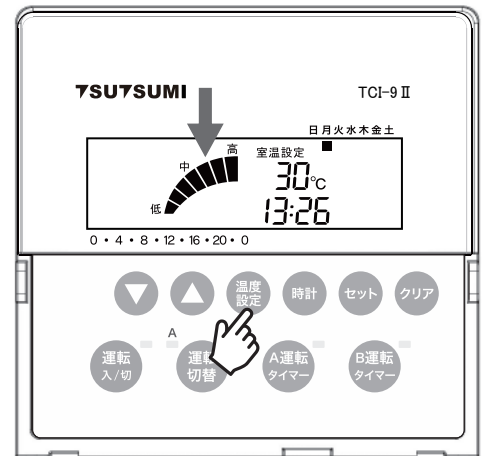 TSUTSUMI
TCI-9Ⅱ
日月火水木金土
高
中
低
室温設定
30℃
13:26
0・4・8・12・16・20・0
温度
設定
時計
セット
クリア
A
運転
入/切
運転
切替
A運転
タイマー
B運転
タイマー